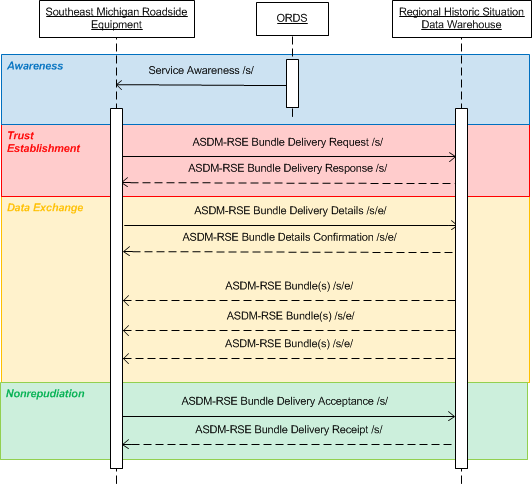 Southeast Michigan Roadside
Equipment
ORDS
Regional Historic Situation
Data Warehouse
Awareness
Service Awareness /s/
Trust
Establishment
ASDM-RSE Bundle Delivery Request /s/
ASDM-RSE Bundle Delivery Response /s/
Data Exchange
ASDM-RSE Bundle Delivery Details /s/e/
ASDM-RSE Bundle Details Confirmation /s/e/
ASDM-RSE Bundle(s) /s/e/
ASDM-RSE Bundle(s) /s/e/
ASDM-RSE Bundle(s) /s/e/
Nonrepudiation
ASDM-RSE Bundle Delivery Acceptance /s/
ASDM-RSE Bundle Delivery Receipt /s/